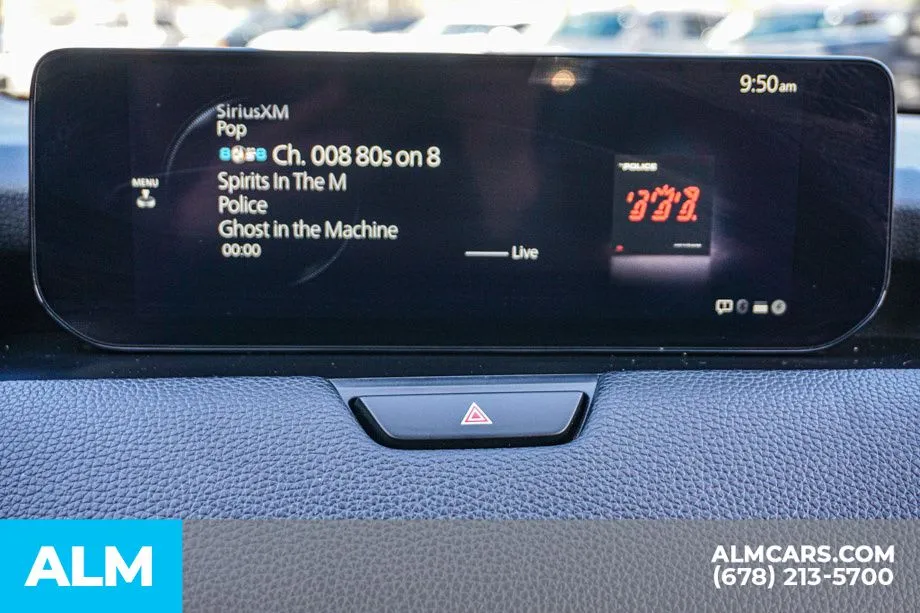 9:50am
SiriusXM
Pop
Ch. 008 80s on 8
MENU
Spirits In The M
Police
Ghost in the Machine
00:00
Live
THE POLICE
ALM
ALMCARS.COM
(678) 213-5700